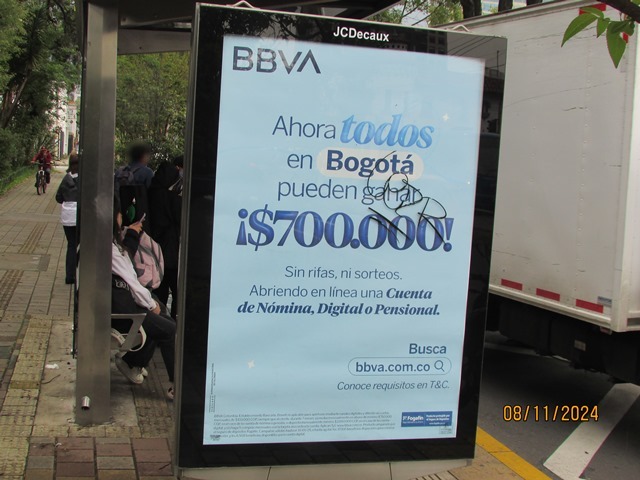 JCDecaux
BBVA
Ahora todos
en Bogotá
pueden ganar
¡$700.000!
Sin rifas, ni sorteos.
Abriendo en línea una Cuenta
de Nómina, Digital o Pensional.
Busca
bbva.com.co
Conoce requisitos en T&C.
Fogafín
08/11/2024